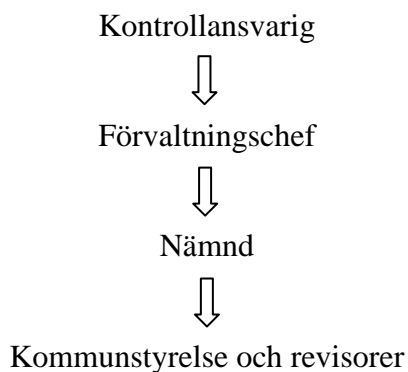 Kontrollansvarig
Förvaltningschef
Nämnd
Kommunstyrelse och revisorer